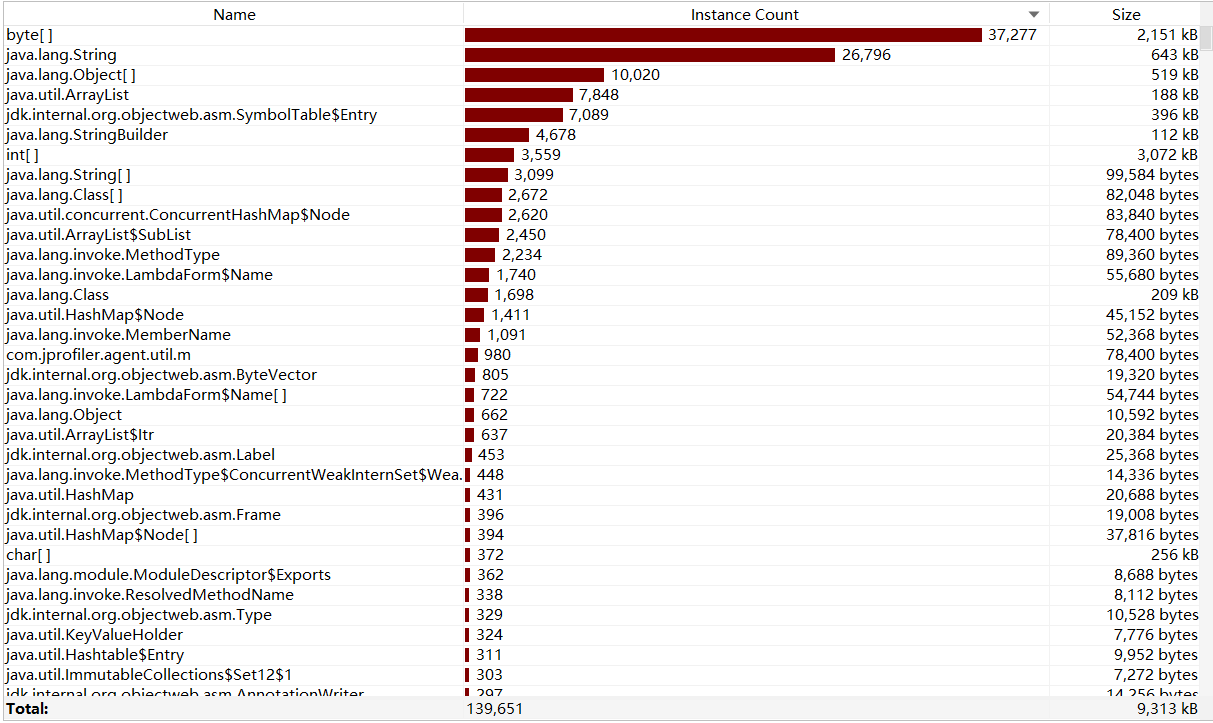 Name Instance Count Size
byte[ ] 37,277 2,151 kB
java.lang.String 26,796 643 kB
java.lang.Object[ ] 10,020 519 kB
java.util.ArrayList 7,848 188 kB
jdk.internal.org.objectweb.asm.SymbolTable$Entry 7,089 396 kB
java.lang.StringBuilder 4,678 112 kB
int[ ] 3,559 3,072 kB
java.lang.String[ ] 3,099 99,584 bytes
java.lang.Class[ ] 2,672 82,048 bytes
java.util.concurrent.ConcurrentHashMap$Node 2,620 83,840 bytes
java.util.ArrayList$SubList 2,450 78,400 bytes
java.lang.invoke.MethodType 2,234 89,360 bytes
java.lang.invoke.LambdaForm$Name 1,740 55,680 bytes
java.lang.Class 1,698 209 kB
java.util.HashMap$Node 1,411 45,152 bytes
java.lang.invoke.MemberName 1,091 52,368 bytes
com.jprofiler.agent.util.m 980 78,400 bytes
jdk.internal.org.objectweb.asm.ByteVector 805 19,320 bytes
java.lang.invoke.LambdaForm$Name[ ] 722 54,744 bytes
java.lang.Object 662 10,592 bytes
java.util.ArrayList$Itr 637 20,384 bytes
jdk.internal.org.objectweb.asm.Label 453 25,368 bytes
java.lang.invoke.MethodType$ConcurrentWeakInternSet$Wea... 448 14,336 bytes
java.util.HashMap 431 20,688 bytes
jdk.internal.org.objectweb.asm.Frame 396 19,008 bytes
java.util.HashMap$Node[ ] 394 37,816 bytes
char[ ] 372 256 kB
java.lang.module.ModuleDescriptor$Exports 362 8,688 bytes
java.lang.invoke.ResolvedMethodName 338 8,112 bytes
jdk.internal.org.objectweb.asm.Type 329 10,528 bytes
java.util.KeyValueHolder 324 7,776 bytes
java.util.Hashtable$Entry 311 9,952 bytes
java.util.ImmutableCollections$Set12$1 303 7,272 bytes
jdk.internal.org.objectweb.asm.AnnotationWriter 297 14,256 bytes
Total: 139,651 9,313 kB